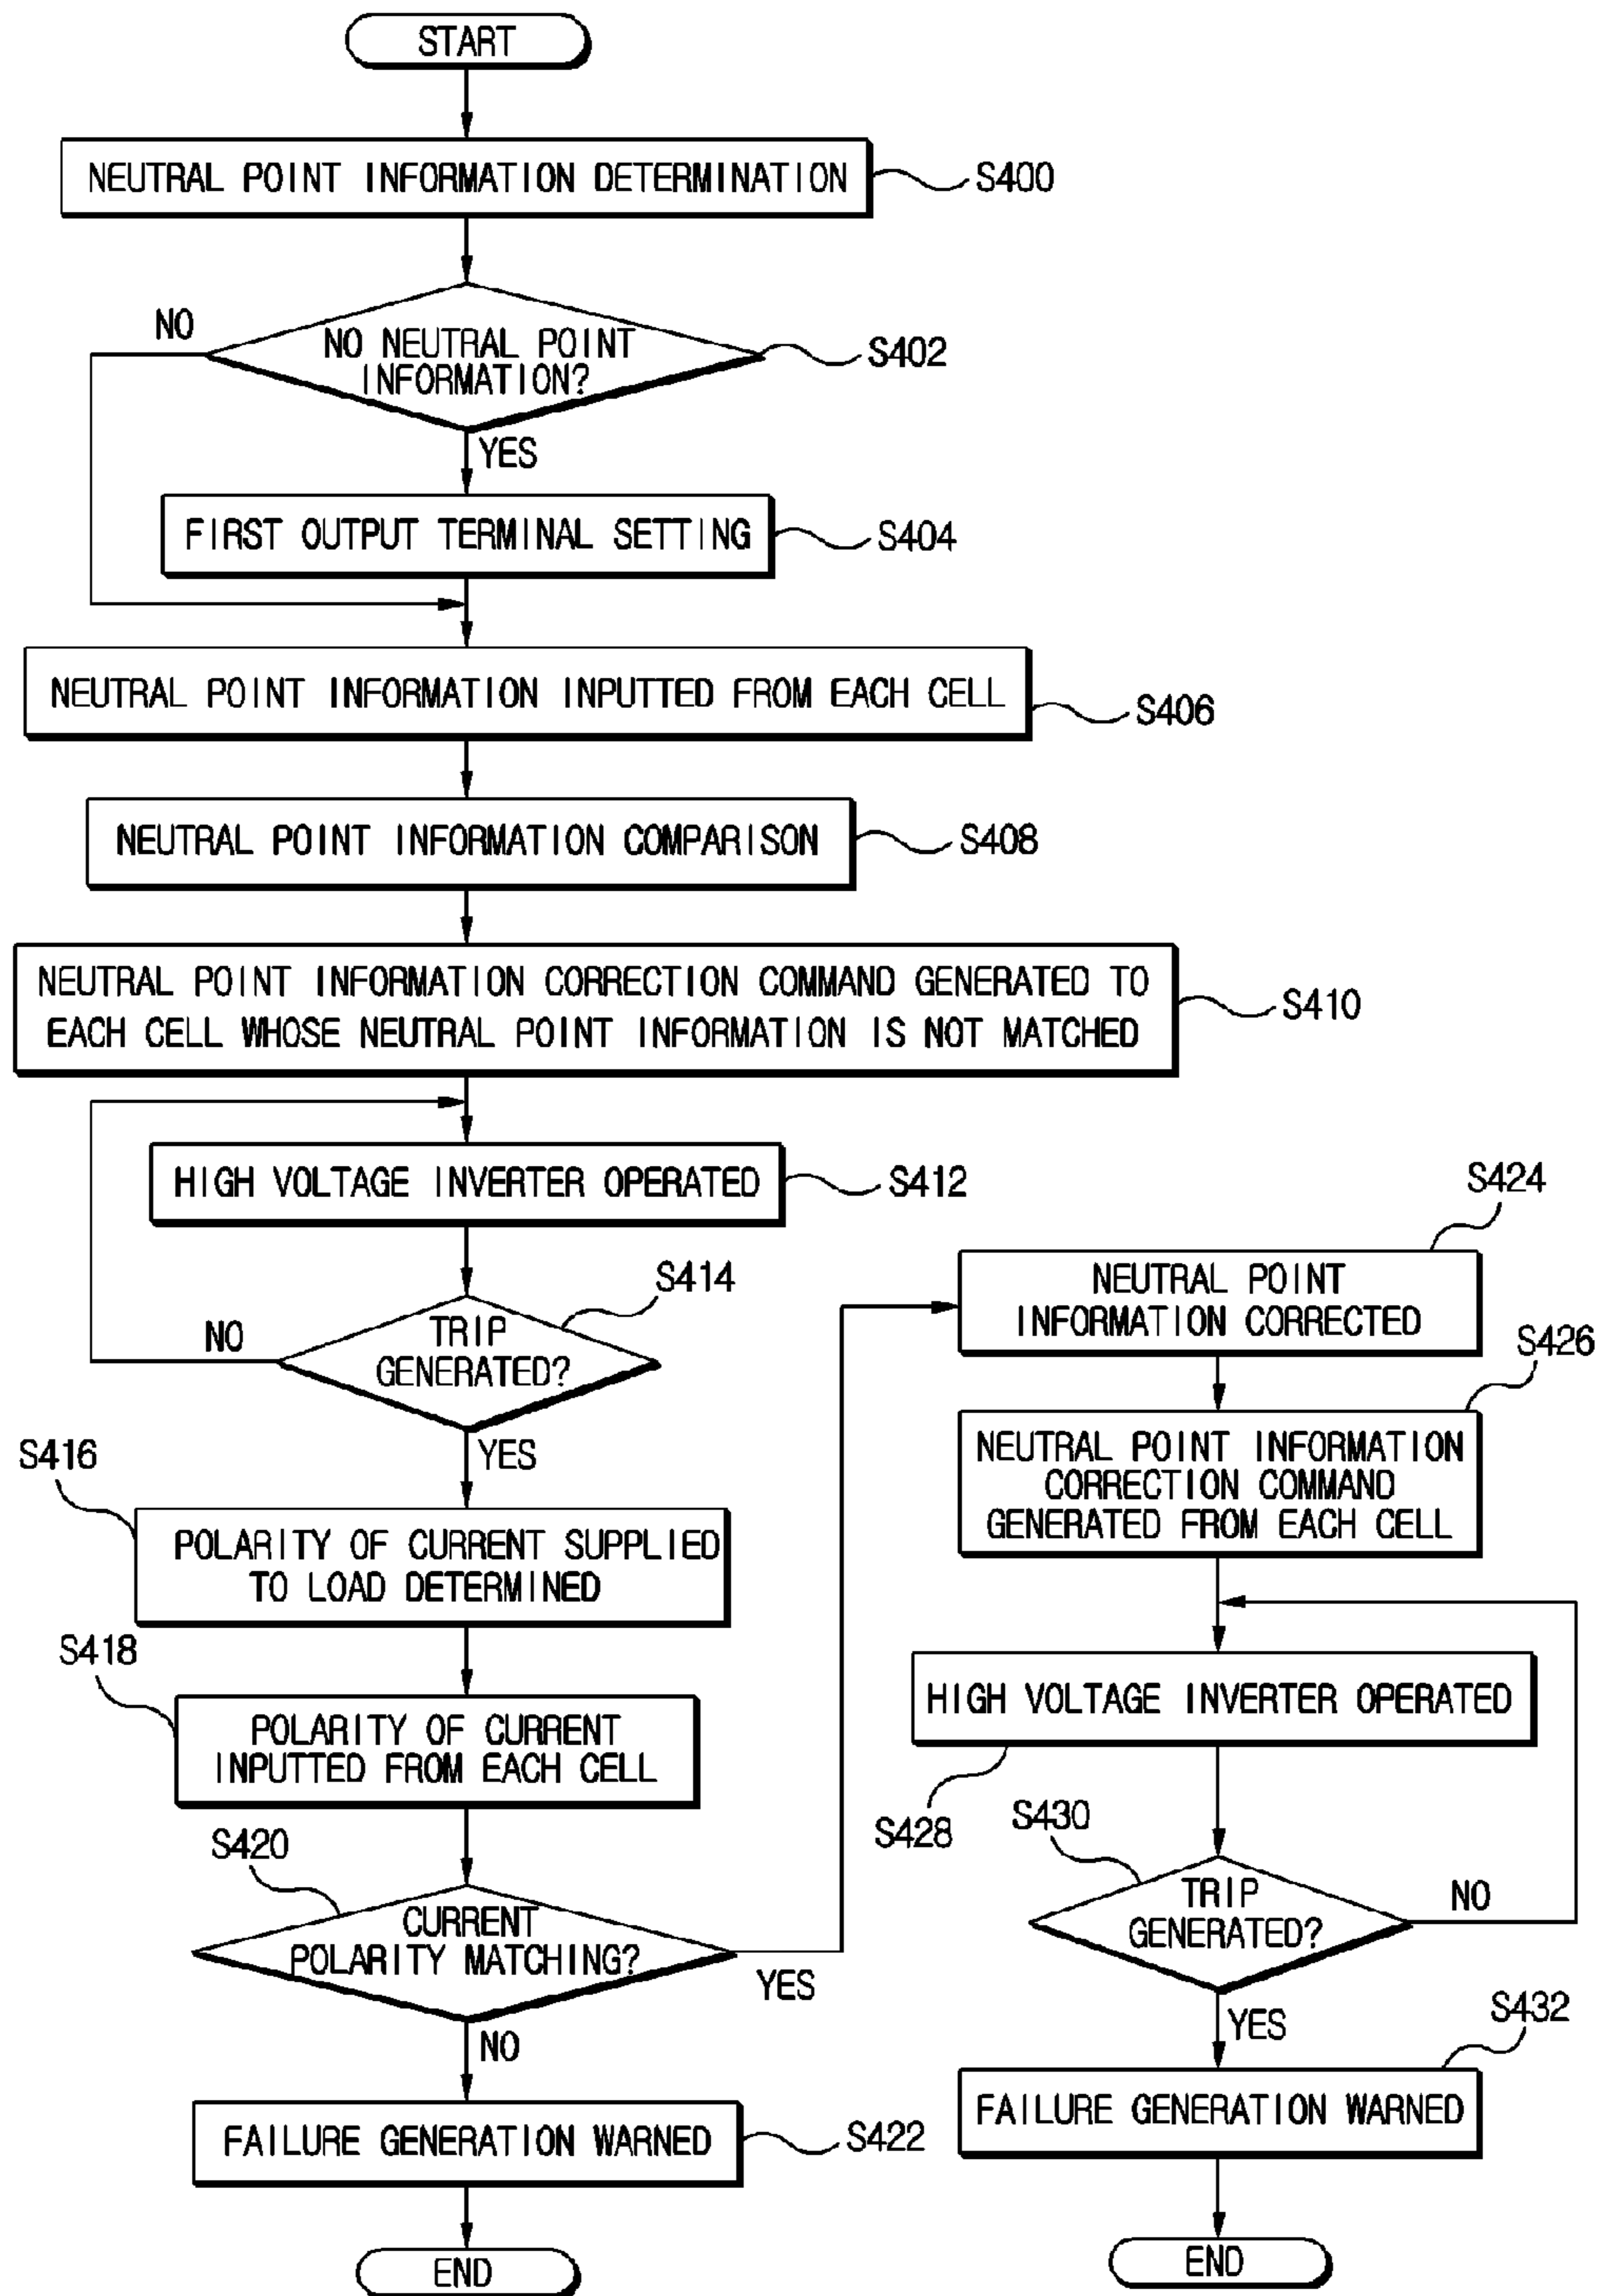 START
NEUTRAL POINT INFORMATION DETERMINATION
S400
NO
NO NEUTRAL POINT
INFORMATION?
S402
YES
FIRST OUTPUT TERMINAL SETTING
S404
NEUTRAL POINT INFORMATION INPUTTED FROM EACH CELL
S406
NEUTRAL POINT INFORMATION COMPARISON
S408
NEUTRAL POINT INFORMATION CORRECTION COMMAND GENERATED TO
EACH CELL WHOSE NEUTRAL POINT INFORMATION IS NOT MATCHED
S410
HIGH VOLTAGE INVERTER OPERATED
S412
S414
TRIP
GENERATED?
NO
YES
S416
POLARITY OF CURRENT SUPPLIED
TO LOAD DETERMINED
S418
POLARITY OF CURRENT
INPUTTED FROM EACH CELL
S420
CURRENT
POLARITY MATCHING?
YES
NO
FAILURE GENERATION WARNED
S422
END
S424
NEUTRAL POINT
INFORMATION CORRECTED
S426
NEUTRAL POINT INFORMATION
CORRECTION COMMAND
GENERATED FROM EACH CELL
HIGH VOLTAGE INVERTER OPERATED
S428
S430
TRIP
GENERATED?
NO
YES
S432
FAILURE GENERATION WARNED
END